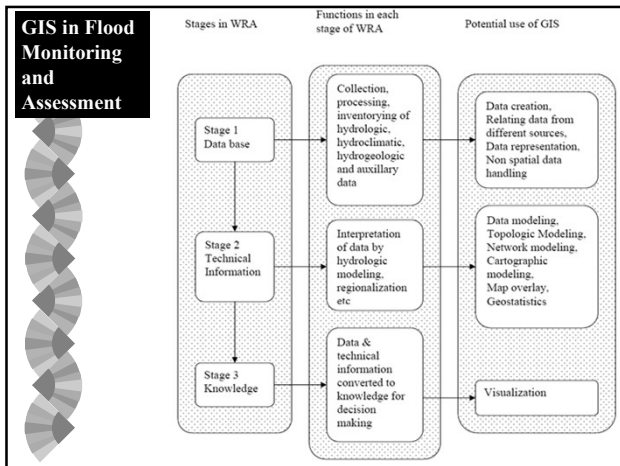 GIS in Flood
Monitoring
and
Assessment
Stages in WRA
Functions in each
stage of WRA
Potential use of GIS
Stage 1
Data base
Collection,
processing,
inventorying of
hydrologic,
hydroclimatic,
hydrogeologic
and auxillary
data
Data creation,
Relating data from
different sources,
Data representation,
Non spatial data
handling
Stage 2
Technical
Information
Interpretation
of data by
hydrologic
modeling,
regionalization
etc
Data modeling,
Topologic Modeling,
Network modeling,
Cartographic
modeling,
Map overlay,
Geostatistics
Stage 3
Knowledge
Data &
technical
information
converted to
knowledge for
decision
making
Visualization